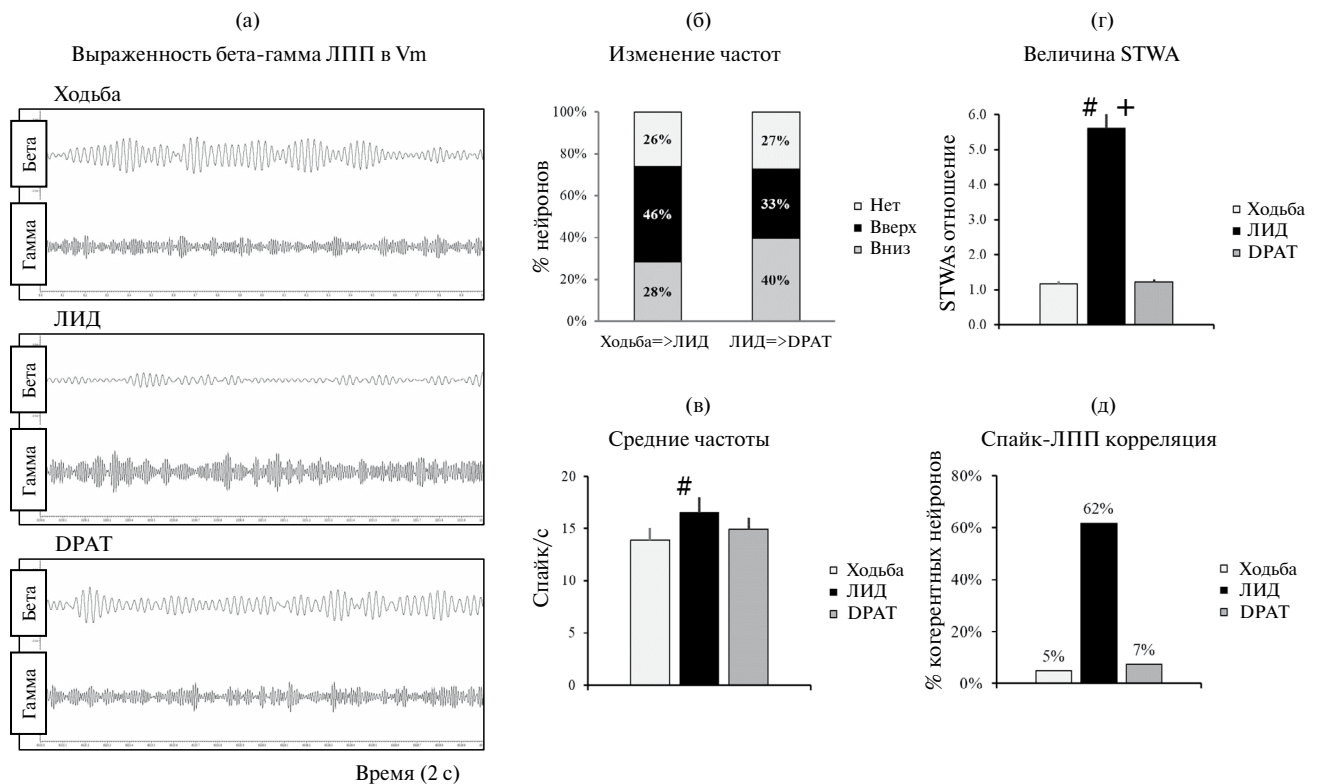 (а)
Выраженность бета-гамма ЛПП в Vm
Ходьба
Бета
Гамма
ЛИД
Бета
Гамма
DPAT
Бета
Гамма
Время (2 с)
(б)
Изменение частот
% нейронов
100%
80%
60%
40%
20%
0%
26%
46%
28%
27%
33%
40%
Ходьба=>ЛИД
ЛИД=>DPAT
Нет
Вверх
Вниз
(в)
Средние частоты
Спайк/с
20
15
10
5
0
#
Ходьба
ЛИД
DPAT
(г)
Величина STWA
STWAs отношение
6.0
5.0
4.0
3.0
2.0
1.0
0.0
# +
Ходьба
ЛИД
DPAT
(д)
Спайк-ЛПП корреляция
% когерентных нейронов
80%
60%
40%
20%
0%
5%
62%
7%
Ходьба
ЛИД
DPAT